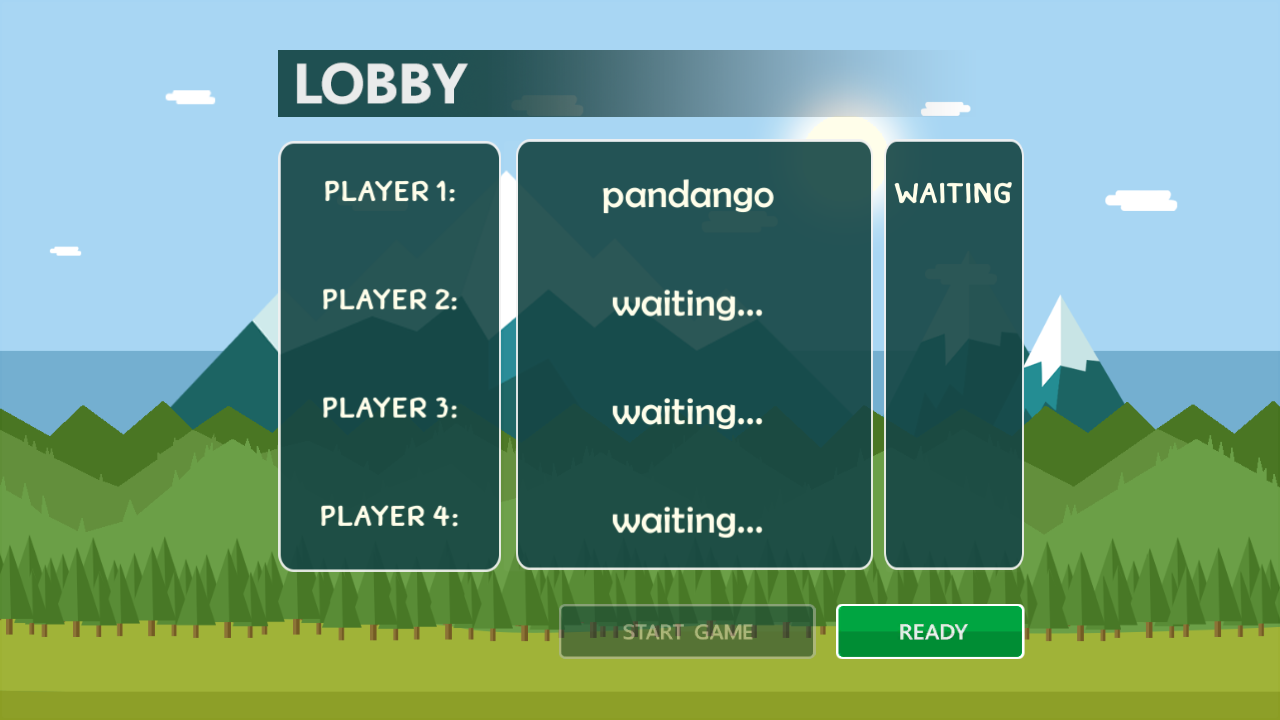 LOBBY
PLAYER 1: pandango WAITING
PLAYER 2: waiting...
PLAYER 3: waiting...
PLAYER 4: waiting...
START GAME READY